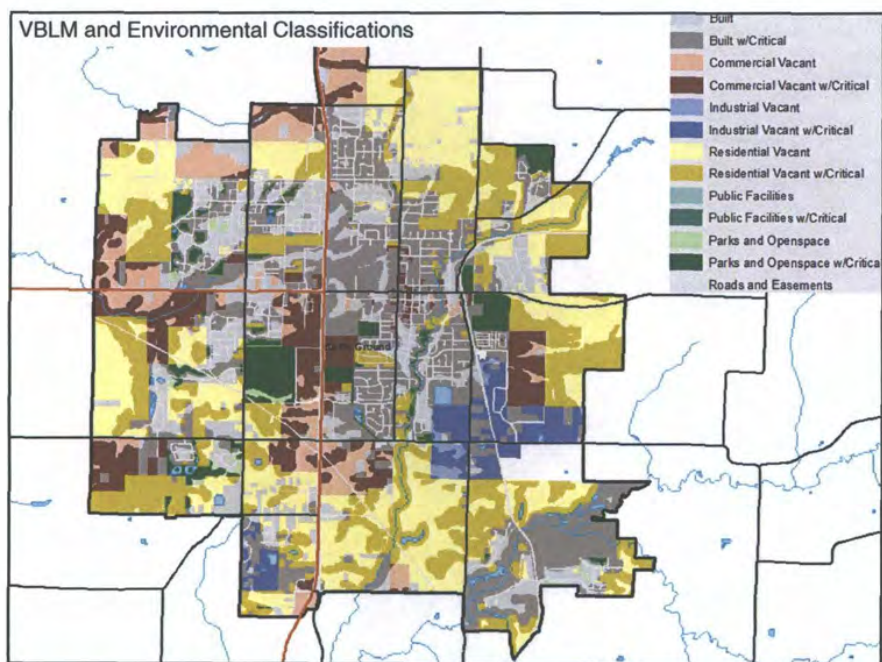 VBLM and Environmental Classifications
Built
Built w/Critical
Commercial Vacant
Commercial Vacant w/Critical
Industrial Vacant
Industrial Vacant w/Critical
Residential Vacant
Residential Vacant w/Critical
Public Facilities
Public Facilities w/Critical
Parks and Openspace
Parks and Openspace w/Critica
Roads and Easements
Ground